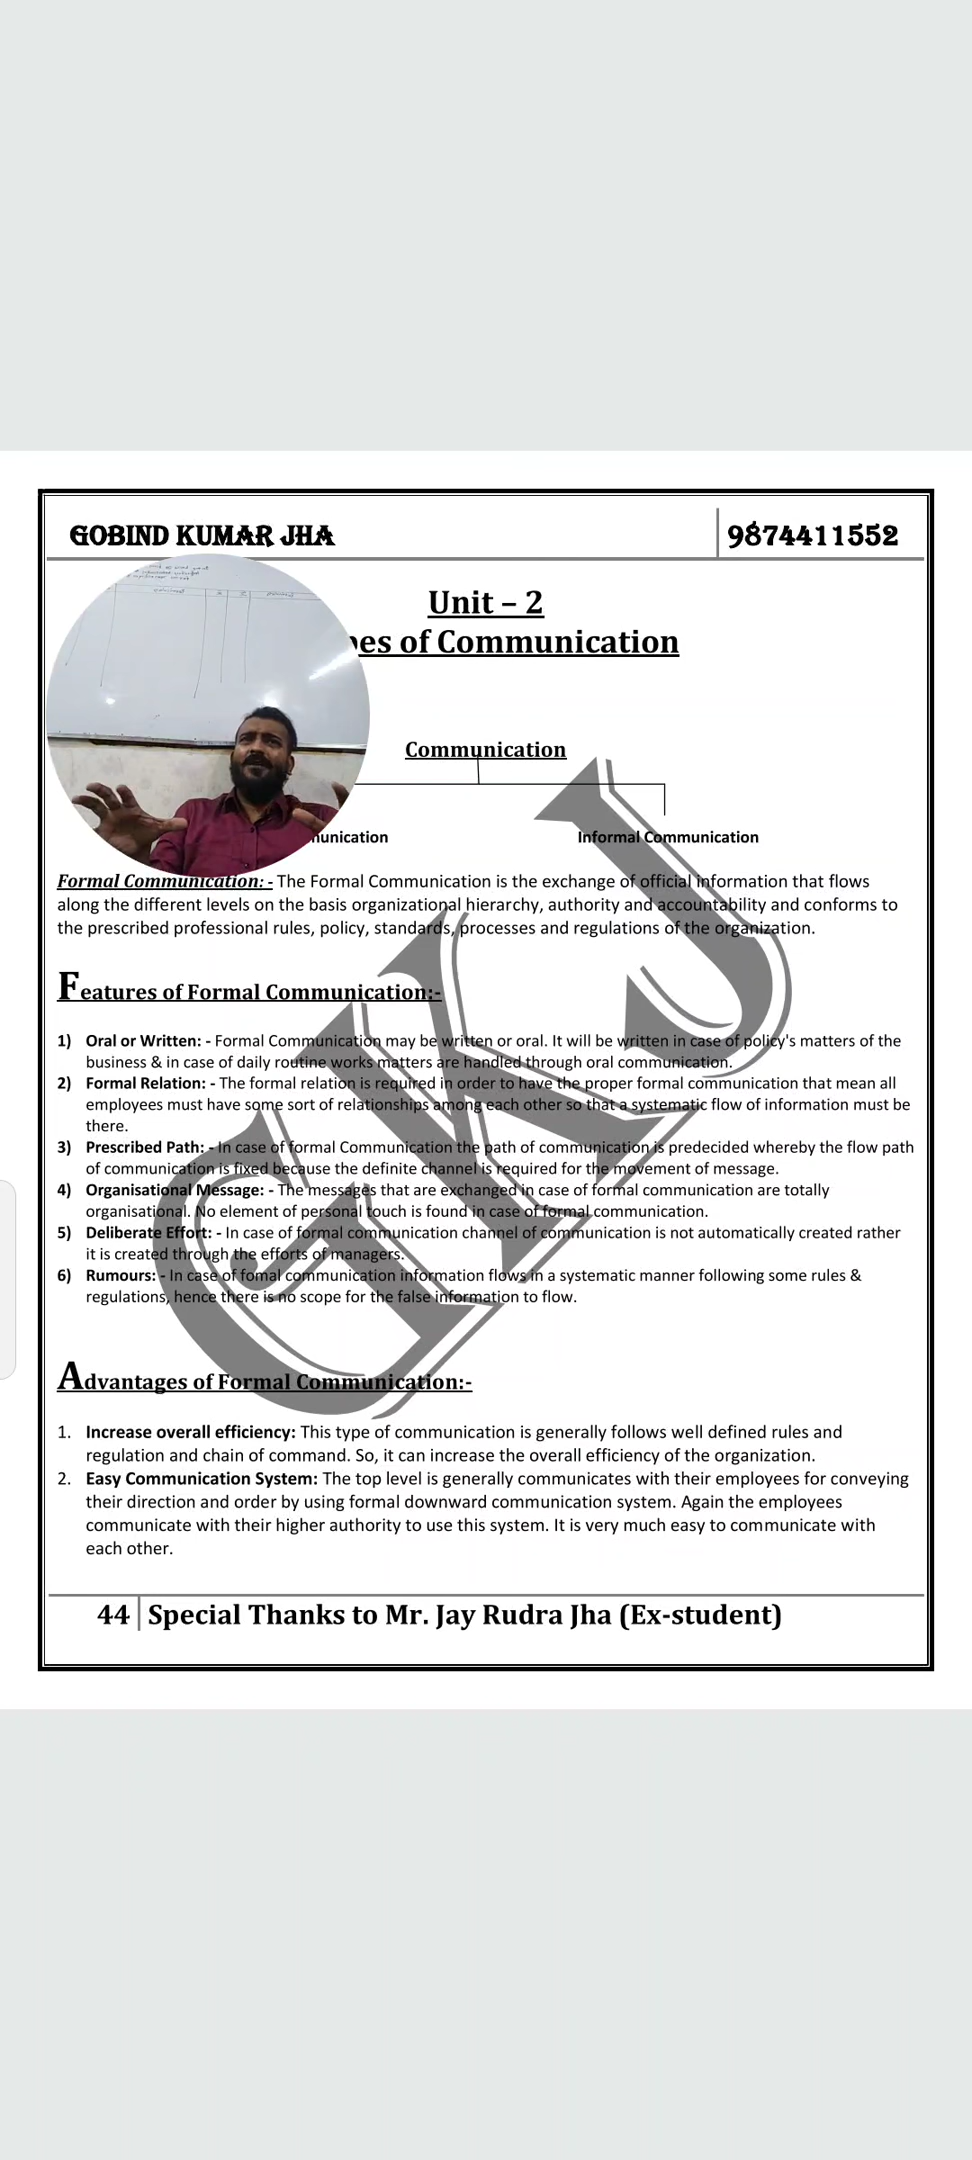 GOBIND KUMAR JHA
9874411552
Unit – 2
pes of Communication
Communication
munication
Informal Communication
Formal Communication: - The Formal Communication is the exchange of official information that flows
along the different levels on the basis organizational hierarchy, authority and accountability and conforms to
the prescribed professional rules, policy, standards, processes and regulations of the organization.
Features of Formal Communication:-
1) Oral or Written: - Formal Communication may be written or oral. It will be written in case of policy's matters of the
business & in case of daily routine works matters are handled through oral communication.
2) Formal Relation: - The formal relation is required in order to have the proper formal communication that mean all
employees must have some sort of relationships among each other so that a systematic flow of information must be
there.
3) Prescribed Path: - In case of formal Communication the path of communication is predecided whereby the flow path
of communication is fixed because the definite channel is required for the movement of message.
4) Organisational Message: - The messages that are exchanged in case of formal communication are totally
organisational. No element of personal touch is found in case of formal communication.
5) Deliberate Effort: - In case of formal communication channel of communication is not automatically created rather
it is created through the efforts of managers.
6) Rumours: - In case of fomal communication information flows in a systematic manner following some rules &
regulations, hence there is no scope for the false information to flow.
Advantages of Formal Communication:-
1. Increase overall efficiency: This type of communication is generally follows well defined rules and
regulation and chain of command. So, it can increase the overall efficiency of the organization.
2. Easy Communication System: The top level is generally communicates with their employees for conveying
their direction and order by using formal downward communication system. Again the employees
communicate with their higher authority to use this system. It is very much easy to communicate with
each other.
44 Special Thanks to Mr. Jay Rudra Jha (Ex-student)
GKJ